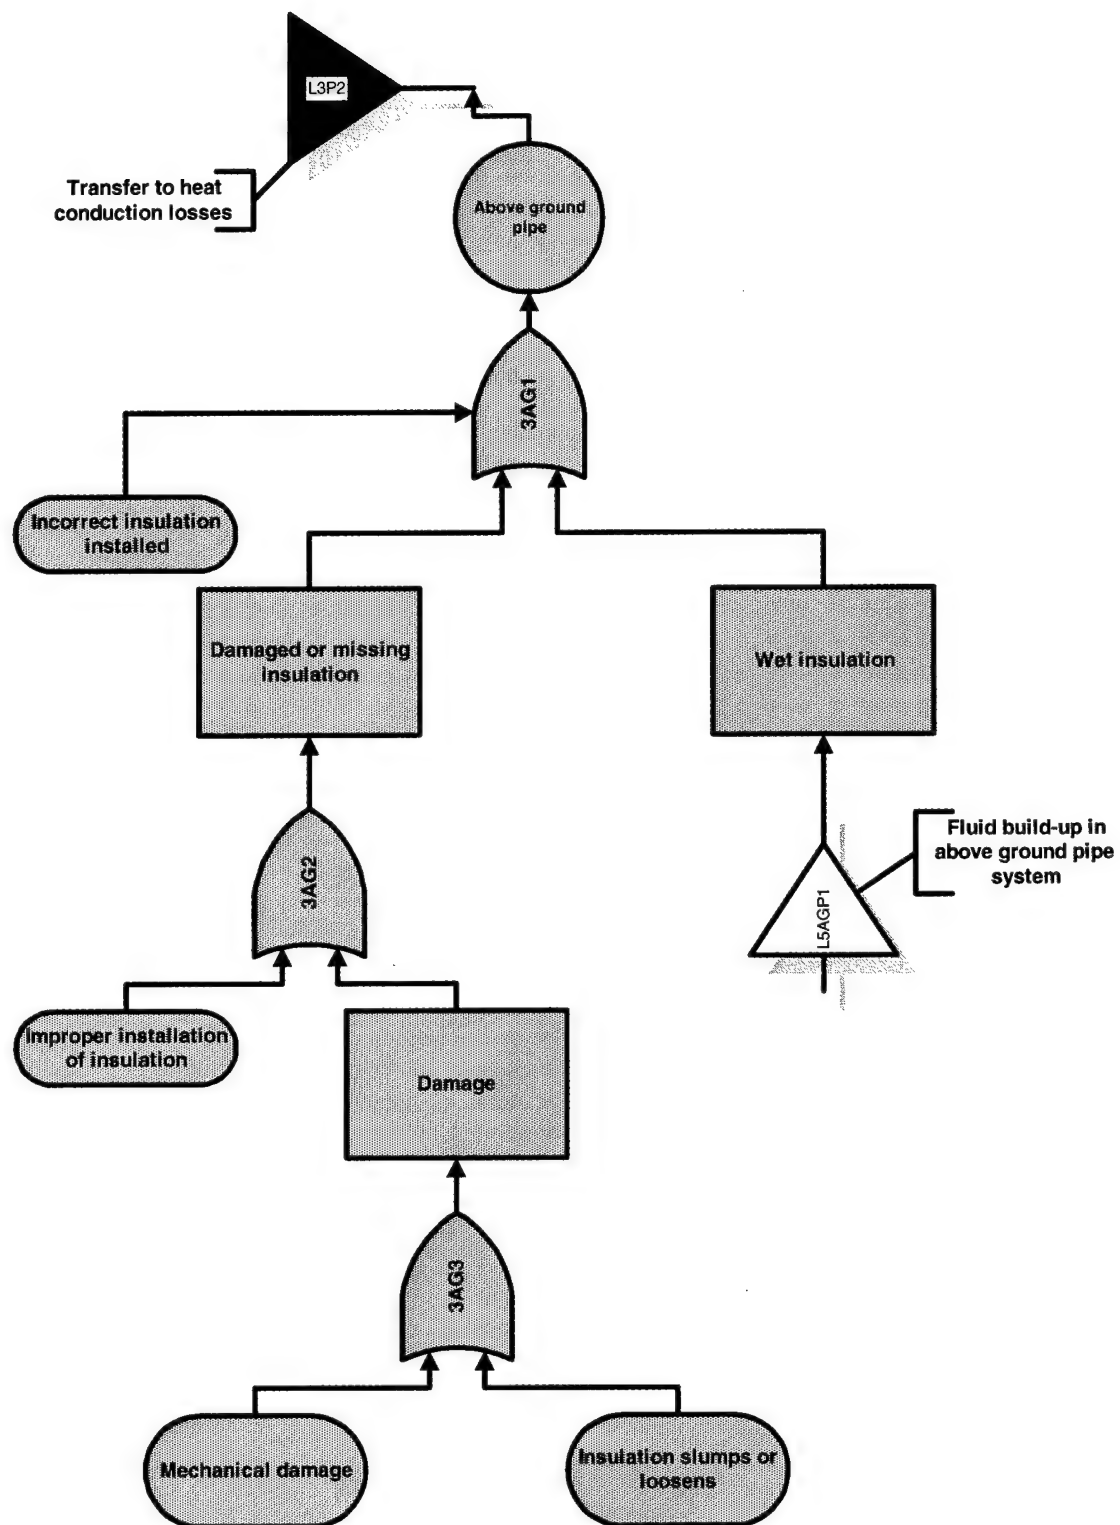 L3P2
Transfer to heat
conduction losses
Above ground
pipe
3AG1
Incorrect insulation
installed
Damaged or missing
insulation
Wet insulation
3AG2
Fluid build-up in
above ground pipe
system
L5AGP1
Improper installation
of insulation
Damage
3AG3
Mechanical damage
Insulation slumps or
loosens